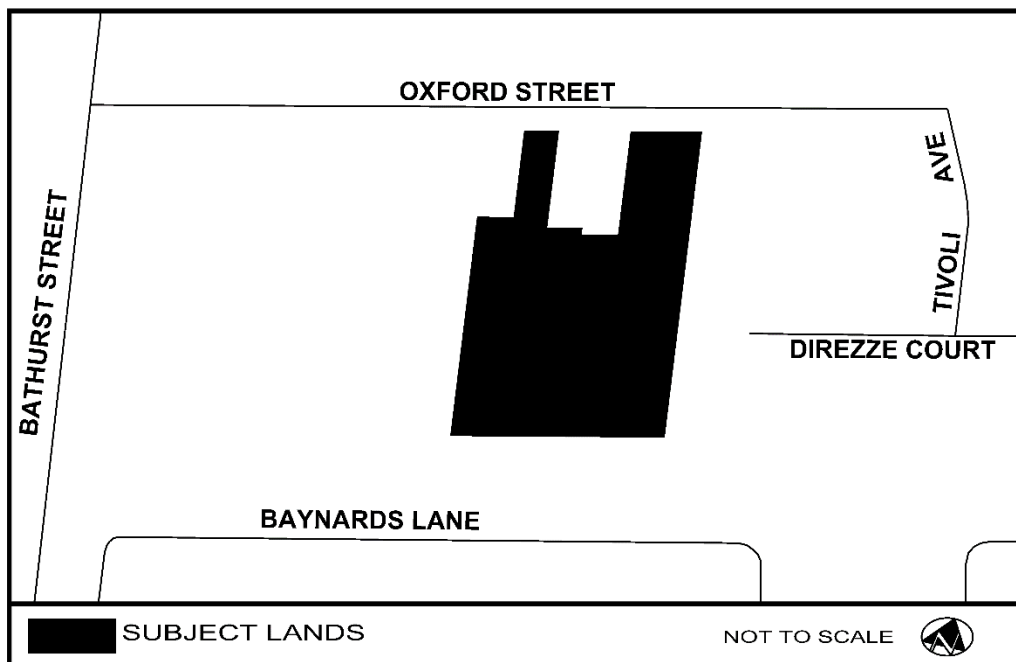 OXFORD STREET
BATHURST STREET
TIVOLI AVE
DIREZZE COURT
BAYNARDS LANE
SUBJECT LANDS
NOT TO SCALE